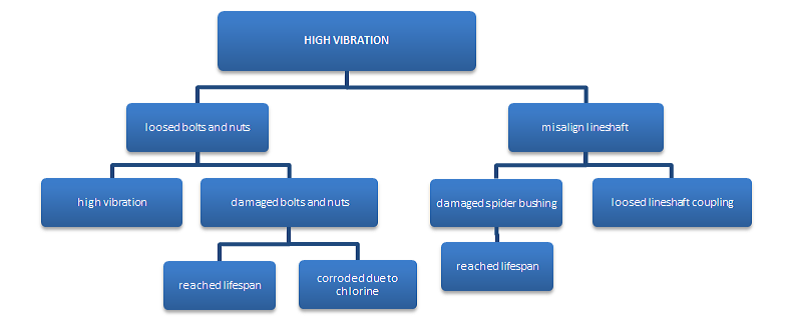 HIGH VIBRATION
loosed bolts and nuts
misalign lineshaft
high vibration
damaged bolts and nuts
damaged spider bushing
loosed lineshaft coupling
reached lifespan
corroded due to
chlorine
reached lifespan